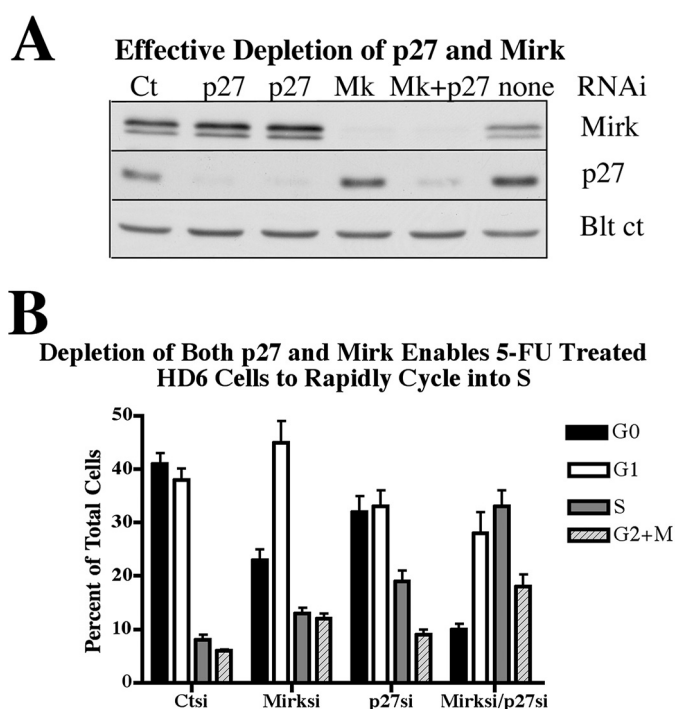 A
Effective Depletion of p27 and Mirk
Ct p27 p27 Mk Mk+p27 none RNAi
Mirk
p27
Blt ct
B
Depletion of Both p27 and Mirk Enables 5-FU Treated
HD6 Cells to Rapidly Cycle into S
Percent of Total Cells
50
40
30
20
10
0
Ctsi Mirksi p27si Mirksi/p27si
G0
G1
S
G2+M